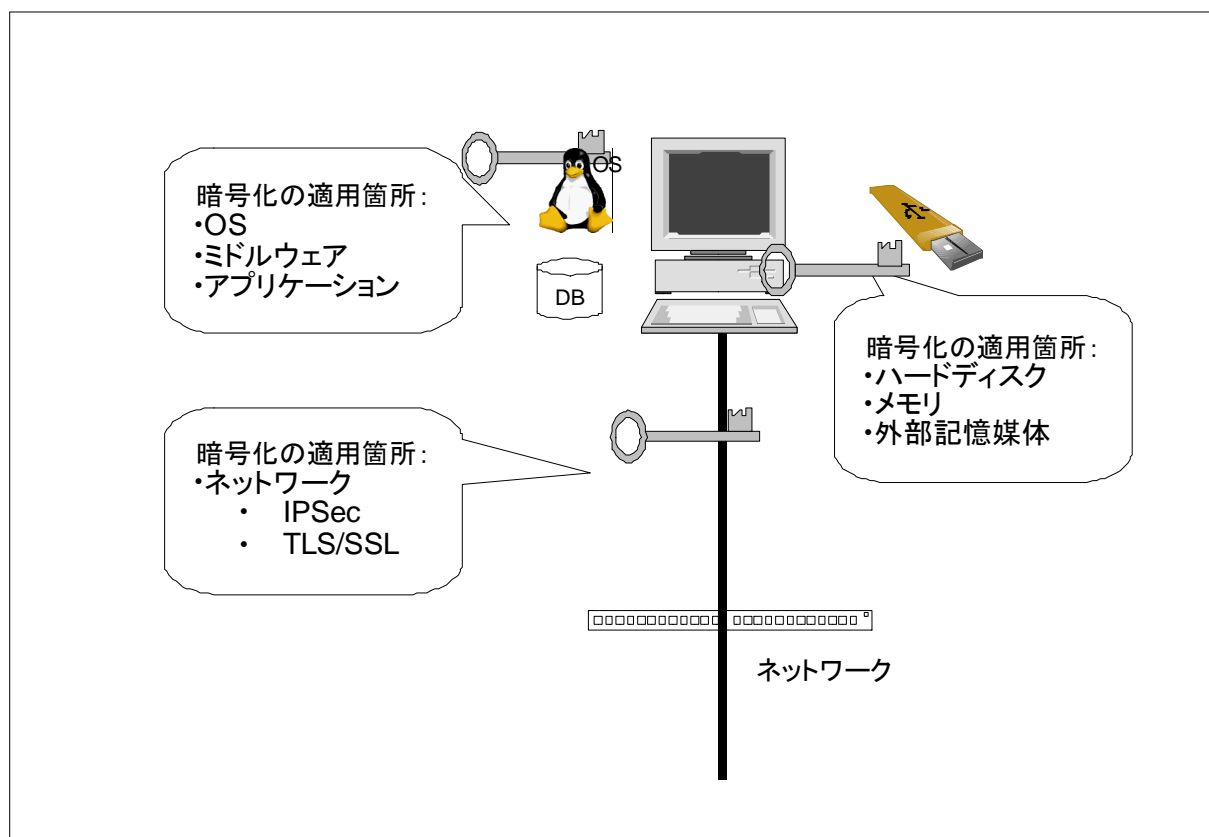 OS
暗号化の適用箇所：
・OS
・ミドルウェア
・アプリケーション
DB
暗号化の適用箇所：
・ハードディスク
・メモリ
・外部記憶媒体
暗号化の適用箇所：
・ネットワーク
・ IPSec
・ TLS/SSL
ネットワーク